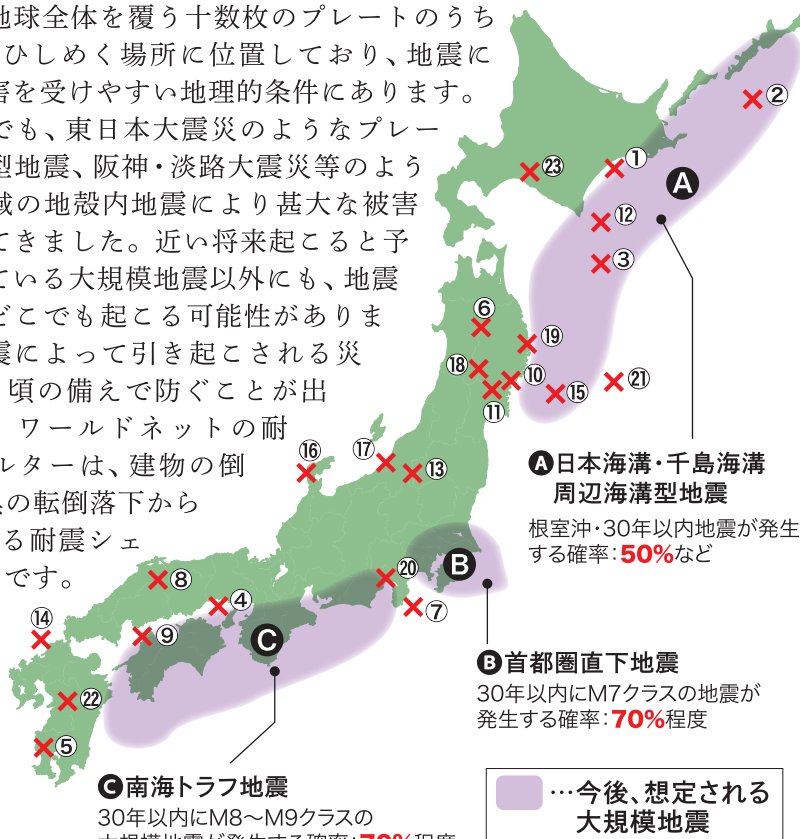 地球全体を覆う十数枚のプレートのうち
ひしめく場所に位置しており、地震に
害を受けやすい地理的条件にあります。
でも、東日本大震災のようなプレー
型地震、阪神・淡路大震災等のよう
域の地殻内地震により甚大な被害
てきました。近い将来起こると予
ている大規模地震以外にも、地震
どこでも起こる可能性がありま
震によって引き起こされる災
頃の備えで防ぐことが出
ワールドネットの耐
ルターは、建物の倒
の転倒落下から
る耐震シェ
です。
②
①
㉓
A
⑫
③
⑥
⑲
⑱
⑩
㉑
⑮
⑪
⑰
⑯
⑬
A日本海溝・千島海溝
周辺海溝型地震
根室沖・30年以内地震が発生
する確率：50%など
B
⑳
⑧
④
⑦
⑭
⑨
C
B首都圏直下地震
30年以内にM7クラスの地震が
発生する確率：70%程度
㉒
⑤
C南海トラフ地震
30年以内にM8〜M9クラスの
大規模地震が発生する確率：70%程度
…今後、想定される
大規模地震